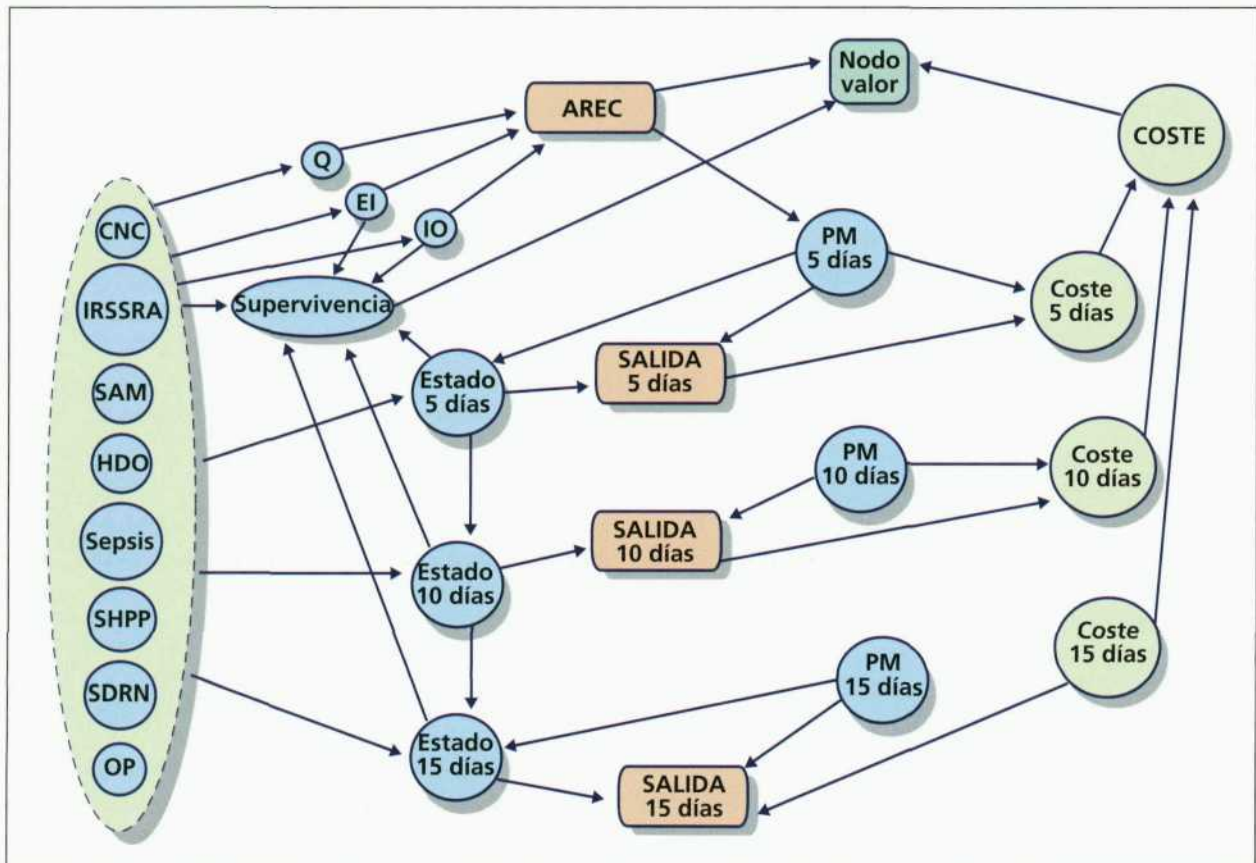 Nodo
valor
AREC
COSTE
Q
EI
IO
CNC
IRSSRA
SAM
HDO
Sepsis
SHPP
SDRN
OP
Supervivencia
PM
5 días
Coste
5 días
Estado
5 días
SALIDA
5 días
PM
10 días
Coste
10 días
SALIDA
10 días
Estado
10 días
Coste
15 días
PM
15 días
Estado
15 días
SALIDA
15 días